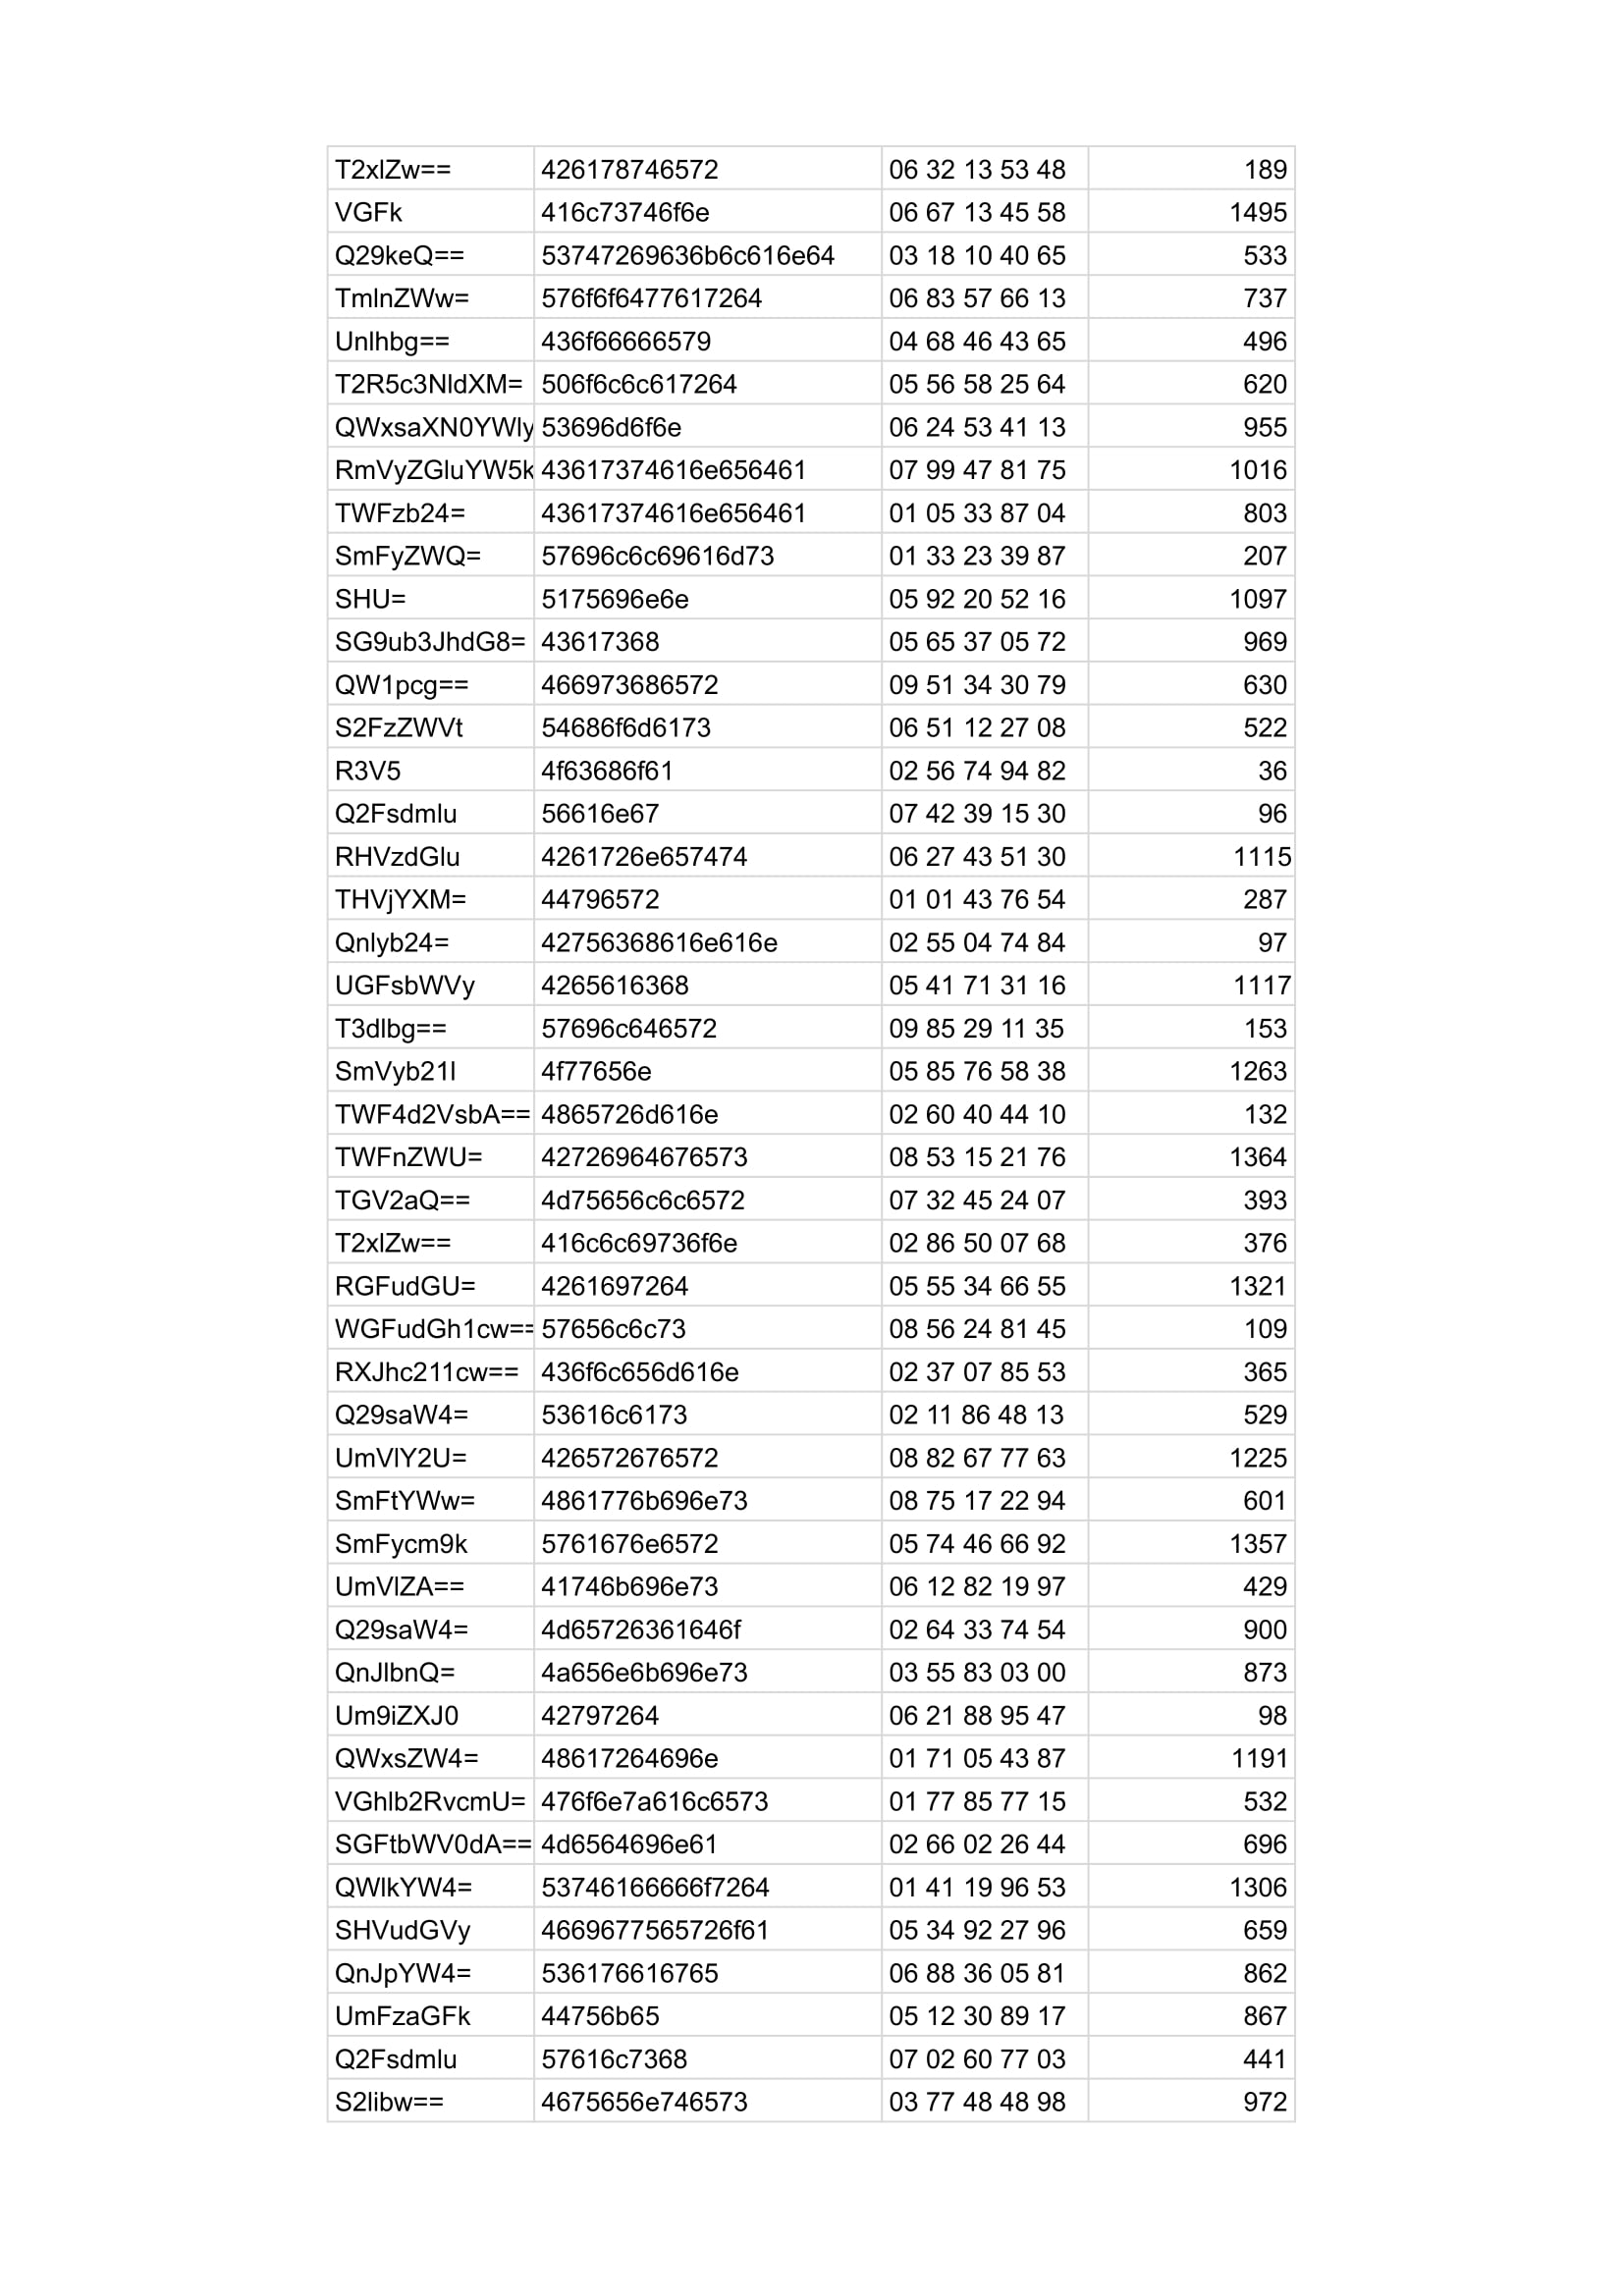 T2xlZw== 426178746572 06 32 13 53 48 189
VGFk 416c73746f6e 06 67 13 45 58 1495
Q29keQ== 53747269636b6c616e64 03 18 10 40 65 533
TmlnZWw= 576f6f6477617264 06 83 57 66 13 737
Unlhbg== 436f66666579 04 68 46 43 65 496
T2R5c3NldXM= 506f6c6c617264 05 56 58 25 64 620
QWxsaXN0YWly 53696d6f6e 06 24 53 41 13 955
RmVyZGluYW5k 43617374616e656461 07 99 47 81 75 1016
TWFzb24= 43617374616e656461 01 05 33 87 04 803
SmFyZWQ= 57696c6c69616d73 01 33 23 39 87 207
SHU= 5175696e6e 05 92 20 52 16 1097
SG9ub3JhdG8= 43617368 05 65 37 05 72 969
QW1pcg== 466973686572 09 51 34 30 79 630
S2FzZWVt 54686f6d6173 06 51 12 27 08 522
R3V5 4f63686f61 02 56 74 94 82 36
Q2Fsdmlu 56616e67 07 42 39 15 30 96
RHVzdGlu 4261726e657474 06 27 43 51 30 1115
THVjYXM= 44796572 01 01 43 76 54 287
Qnlyb24= 42756368616e616e 02 55 04 74 84 97
UGFsbWVy 4265616368 05 41 71 31 16 1117
T3dlbg== 57696c646572 09 85 29 11 35 153
SmVyb21l 4f77656e 05 85 76 58 38 1263
TWF4d2VsbA== 4865726d616e 02 60 40 44 10 132
TWFnZWU= 42726964676573 08 53 15 21 76 1364
TGV2aQ== 4d75656c6c6572 07 32 45 24 07 393
T2xlZw== 416c6c69736f6e 02 86 50 07 68 376
RGFudGU= 4261697264 05 55 34 66 55 1321
WGFudGh1cw== 57656c6c73 08 56 24 81 45 109
RXJhc211cw== 436f6c656d616e 02 37 07 85 53 365
Q29saW4= 53616c6173 02 11 86 48 13 529
UmVlY2U= 426572676572 08 82 67 77 63 1225
SmFtYWw= 4861776b696e73 08 75 17 22 94 601
SmFycm9k 5761676e6572 05 74 46 66 92 1357
UmVlZA== 41746b696e73 06 12 82 19 97 429
Q29saW4= 4d65726361646f 02 64 33 74 54 900
QnJlbnQ= 4a656e6b696e73 03 55 83 03 00 873
Um9iZXJ0 42797264 06 21 88 95 47 98
QWxsZW4= 48617264696e 01 71 05 43 87 1191
VGhlb2RvcmU= 476f6e7a616c6573 01 77 85 77 15 532
SGFtbWV0dA== 4d6564696e61 02 66 02 26 44 696
QWlkYW4= 53746166666f7264 01 41 19 96 53 1306
SHVudGVy 4669677565726f61 05 34 92 27 96 659
QnJpYW4= 536176616765 06 88 36 05 81 862
UmFzaGFk 44756b65 05 12 30 89 17 867
Q2Fsdmlu 57616c7368 07 02 60 77 03 441
S2libw== 4675656e746573 03 77 48 48 98 972